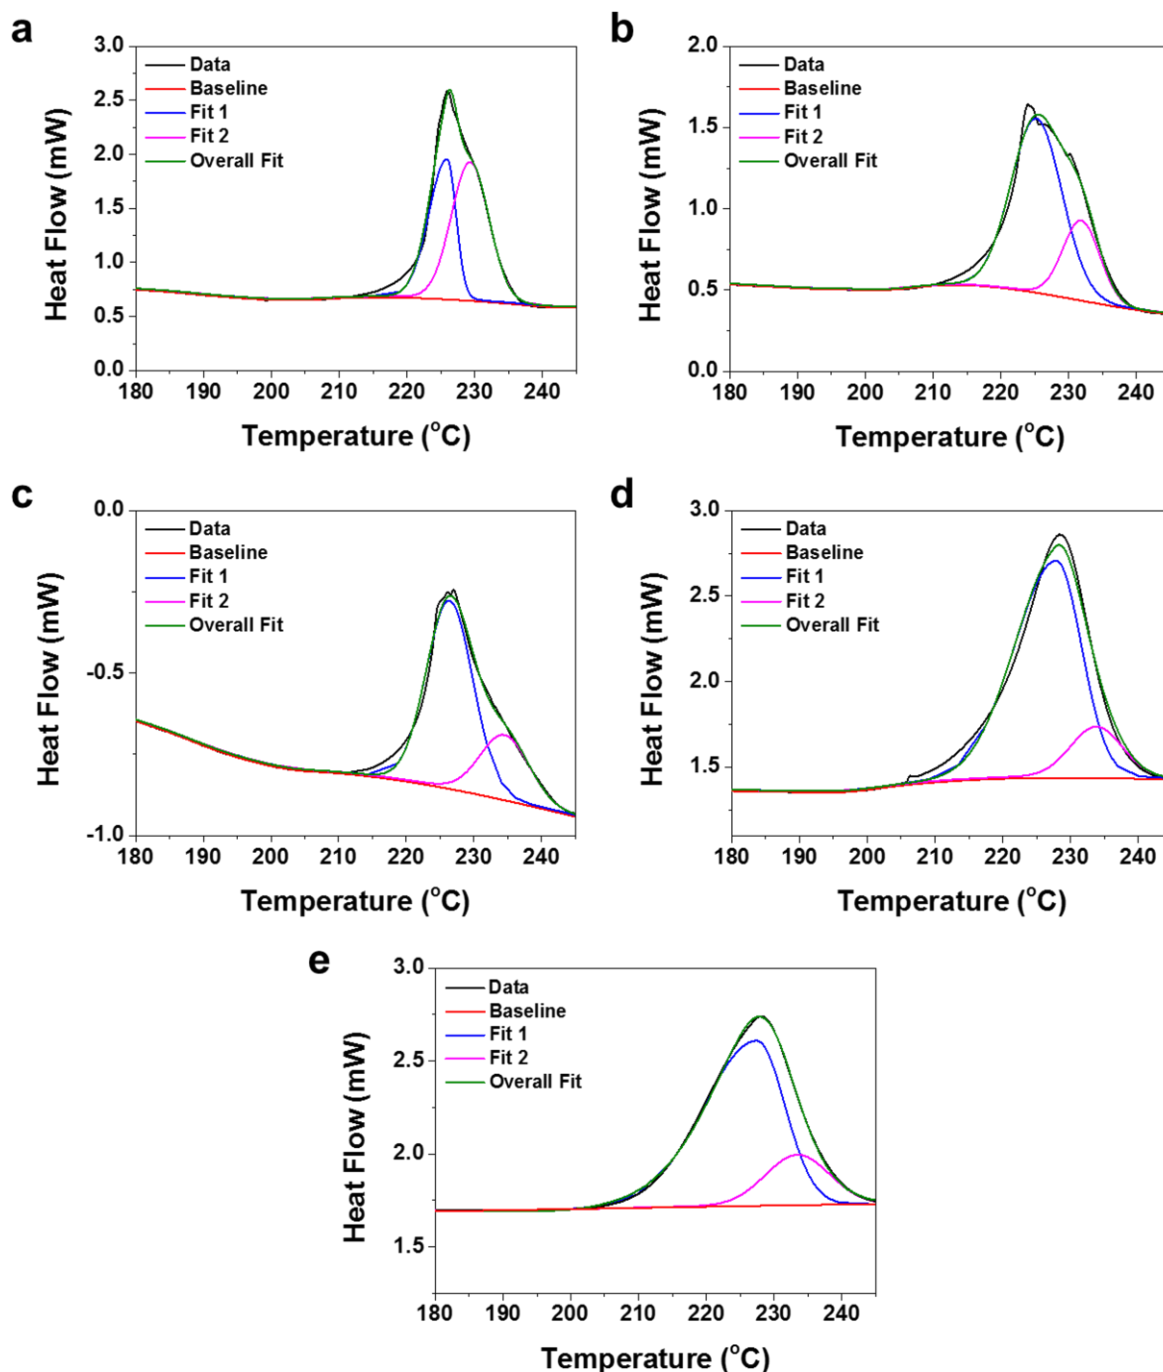 a
3.0
2.5
2.0
1.5
1.0
0.5
0.0
Heat Flow (mW)
Data
Baseline
Fit 1
Fit 2
Overall Fit
180 190 200 210 220 230 240
Temperature (°C)
b
2.0
1.5
1.0
0.5
0.0
Heat Flow (mW)
Data
Baseline
Fit 1
Fit 2
Overall Fit
180 190 200 210 220 230 240
Temperature (°C)
c
0.0
-0.5
-1.0
Heat Flow (mW)
Data
Baseline
Fit 1
Fit 2
Overall Fit
180 190 200 210 220 230 240
Temperature (°C)
d
3.0
2.5
2.0
1.5
Heat Flow (mW)
Data
Baseline
Fit 1
Fit 2
Overall Fit
180 190 200 210 220 230 240
Temperature (°C)
e
3.0
2.5
2.0
1.5
Heat Flow (mW)
Data
Baseline
Fit 1
Fit 2
Overall Fit
180 190 200 210 220 230 240
Temperature (°C)